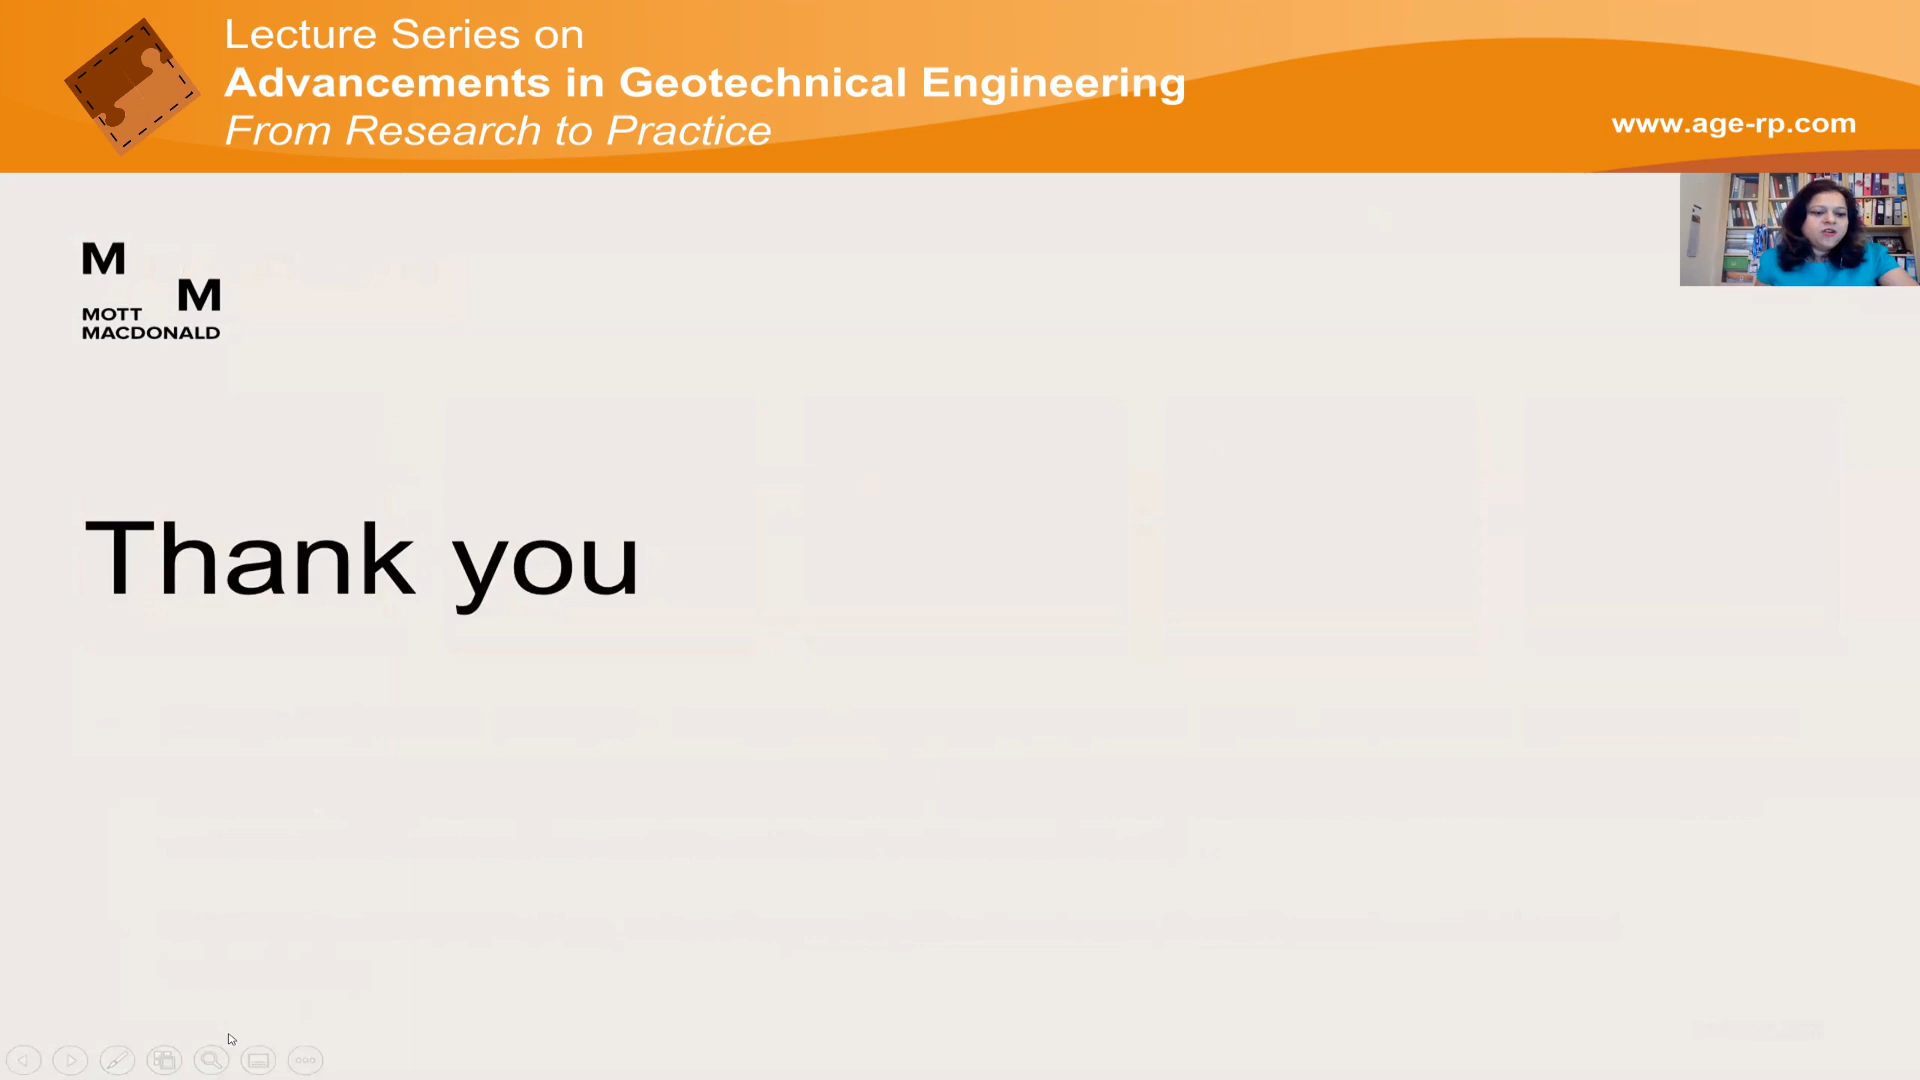 Lecture Series on
Advancements in Geotechnical Engineering
From Research to Practice
www.age-rp.com
M
M
MOTT
MACDONALD
Thank you